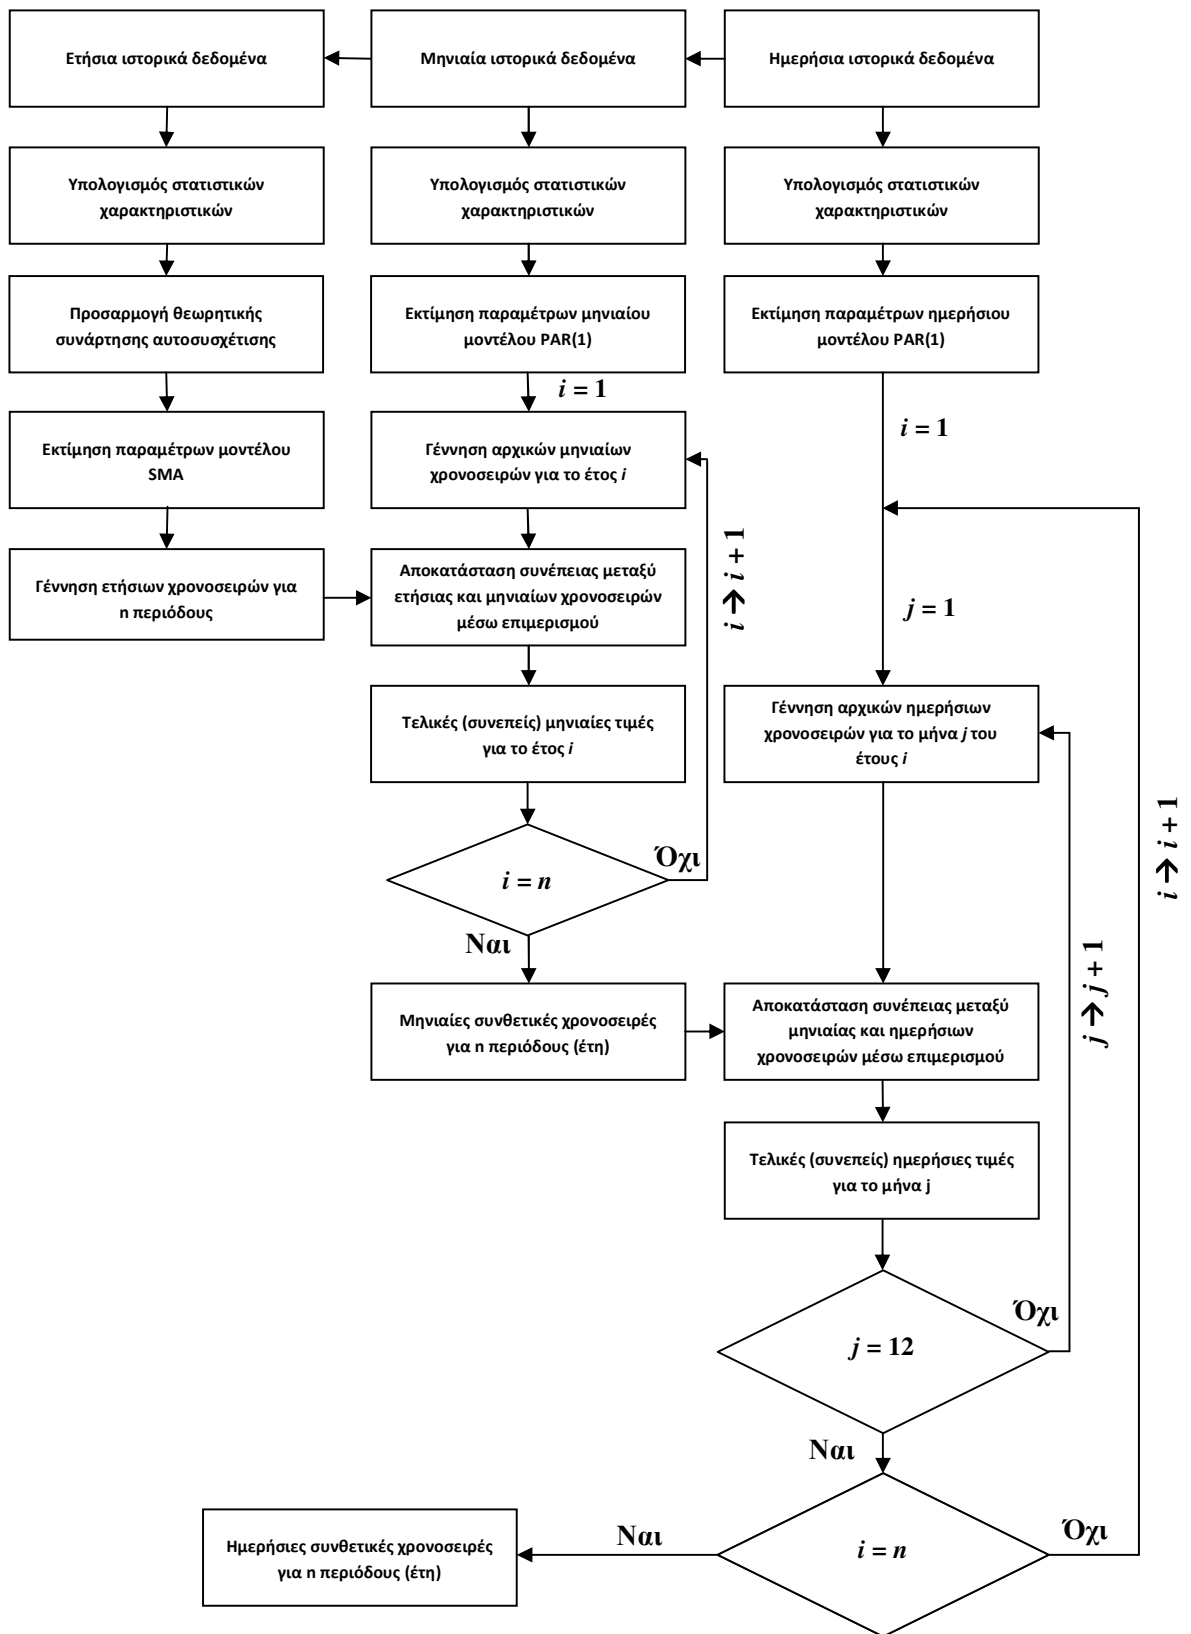 Ετήσια ιστορικά δεδομένα
Μηνιαία ιστορικά δεδομένα
Ημερήσια ιστορικά δεδομένα
Υπολογισμός στατιστικών
χαρακτηριστικών
Υπολογισμός στατιστικών
χαρακτηριστικών
Υπολογισμός στατιστικών
χαρακτηριστικών
Προσαρμογή θεωρητικής
συνάρτησης αυτοσυσχέτισης
Εκτίμηση παραμέτρων μηνιαίου
μοντέλου PAR(1)
Εκτίμηση παραμέτρων ημερήσιου
μοντέλου PAR(1)
i = 1
i = 1
Εκτίμηση παραμέτρων μοντέλου
SMA
Γέννηση αρχικών μηνιαίων
χρονοσειρών για το έτος i
Γέννηση ετήσιων χρονοσειρών για
n περιόδους
Αποκατάσταση συνέπειας μεταξύ
ετήσιας και μηνιαίων χρονοσειρών
μέσω επιμερισμού
i → i + 1
j = 1
Τελικές (συνεπείς) μηνιαίες τιμές
για το έτος i
Γέννηση αρχικών ημερήσιων
χρονοσειρών για το μήνα j του
έτους i
i = n
Όχι
Ναι
i → i + 1
j → j + 1
Μηνιαίες συνθετικές χρονοσειρές
για n περιόδους (έτη)
Αποκατάσταση συνέπειας μεταξύ
μηνιαίας και ημερήσιων
χρονοσειρών μέσω επιμερισμού
Τελικές (συνεπείς) ημερήσιες τιμές
για το μήνα j
j = 12
Όχι
Ναι
i = n
Όχι
Ναι
Ημερήσιες συνθετικές χρονοσειρές
για n περιόδους (έτη)